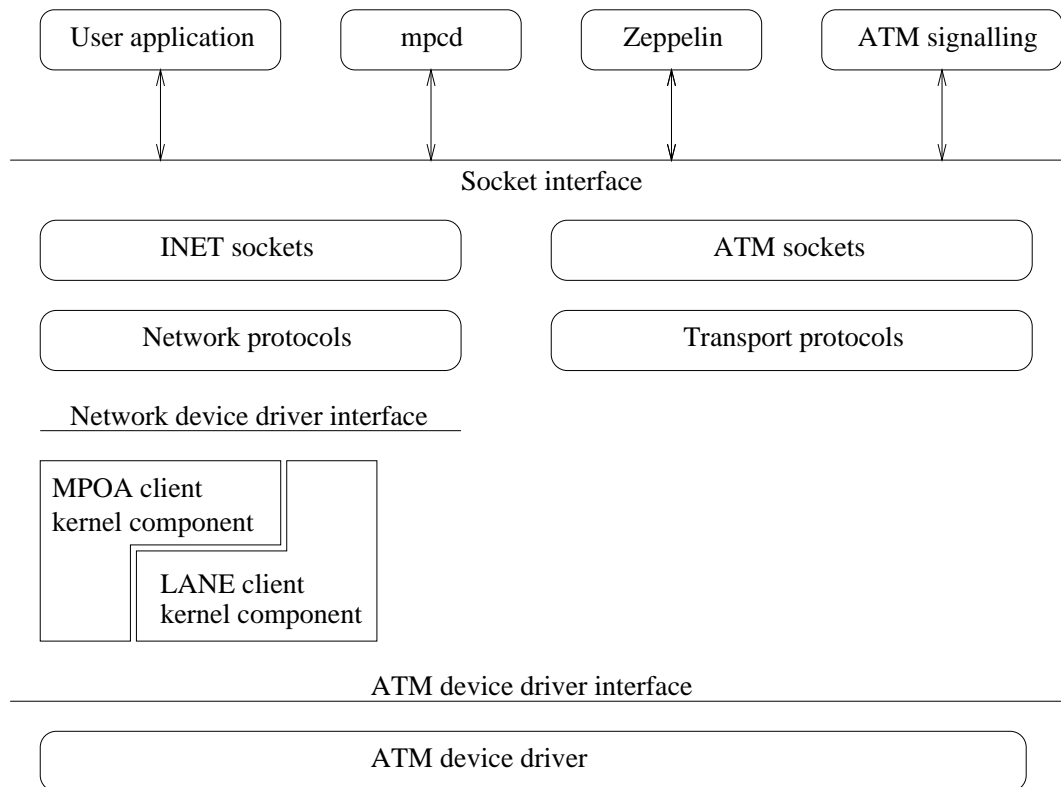 User application
mpcd
Zeppelin
ATM signalling
Socket interface
INET sockets
ATM sockets
Network protocols
Transport protocols
Network device driver interface
MPOA client
kernel component
LANE client
kernel component
ATM device driver interface
ATM device driver